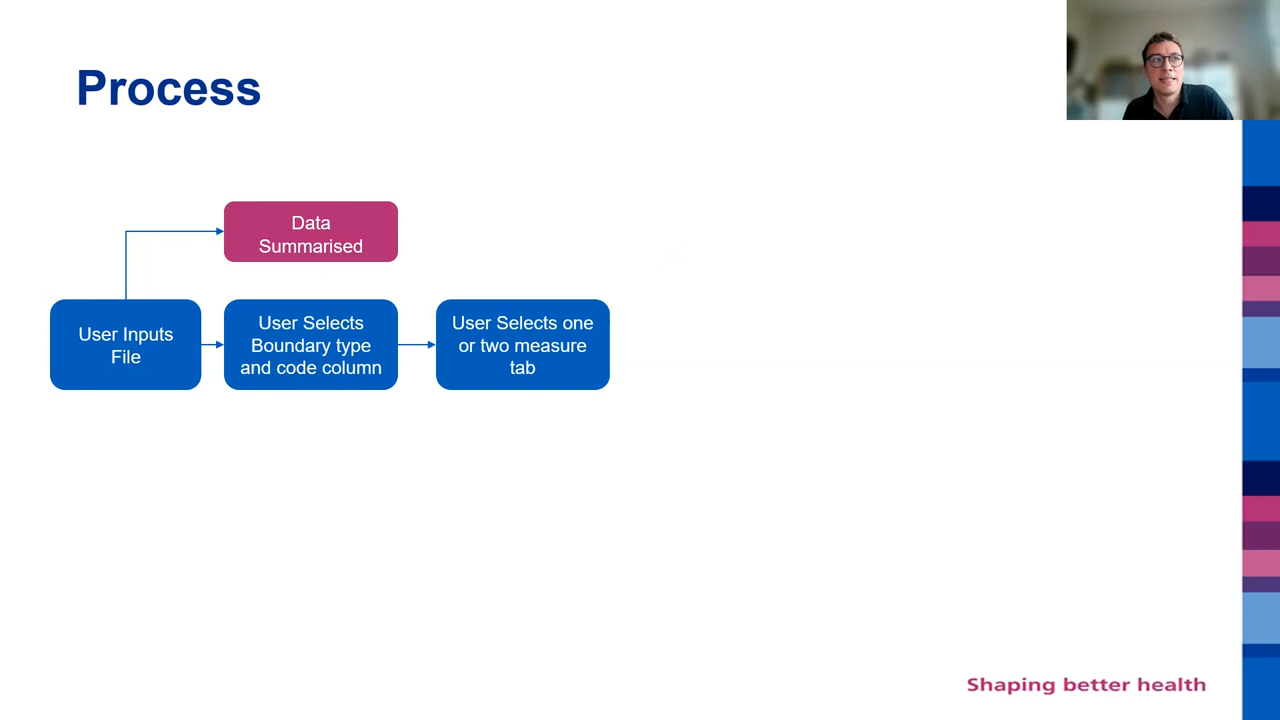 Process
Data
Summarised
User Inputs
File
User Selects
Boundary type
and code column
User Selects one
or two measure
tab
Shaping better health